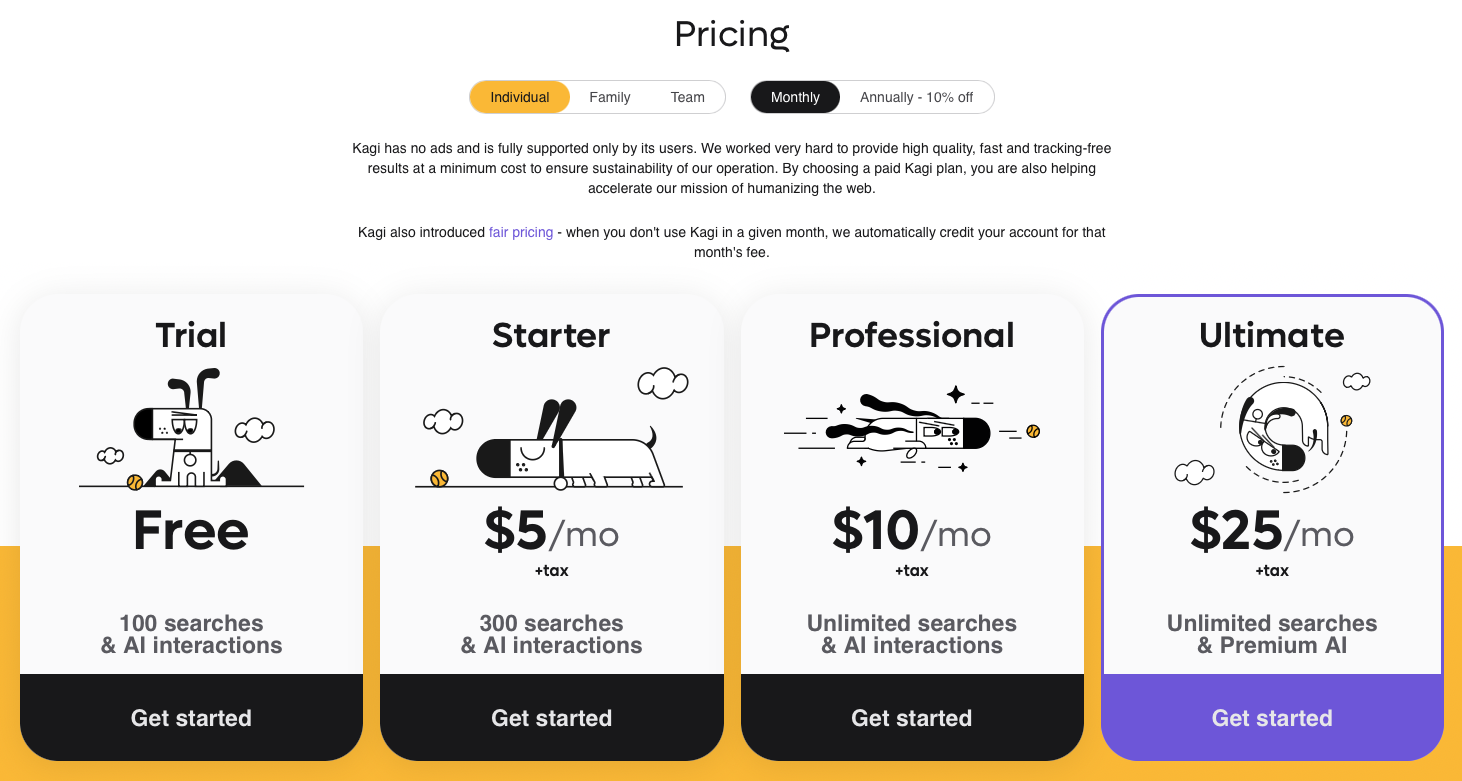 Pricing
Individual Family Team Monthly Annually - 10% off
Kagi has no ads and is fully supported only by its users. We worked very hard to provide high quality, fast and tracking-free
results at a minimum cost to ensure sustainability of our operation. By choosing a paid Kagi plan, you are also helping
accelerate our mission of humanizing the web.
Kagi also introduced fair pricing - when you don't use Kagi in a given month, we automatically credit your account for that
month's fee.
Trial
Free
100 searches
& AI interactions
Get started
Starter
$5/mo
+tax
300 searches
& AI interactions
Get started
Professional
$10/mo
+tax
Unlimited searches
& AI interactions
Get started
Ultimate
$25/mo
+tax
Unlimited searches
& Premium AI
Get started